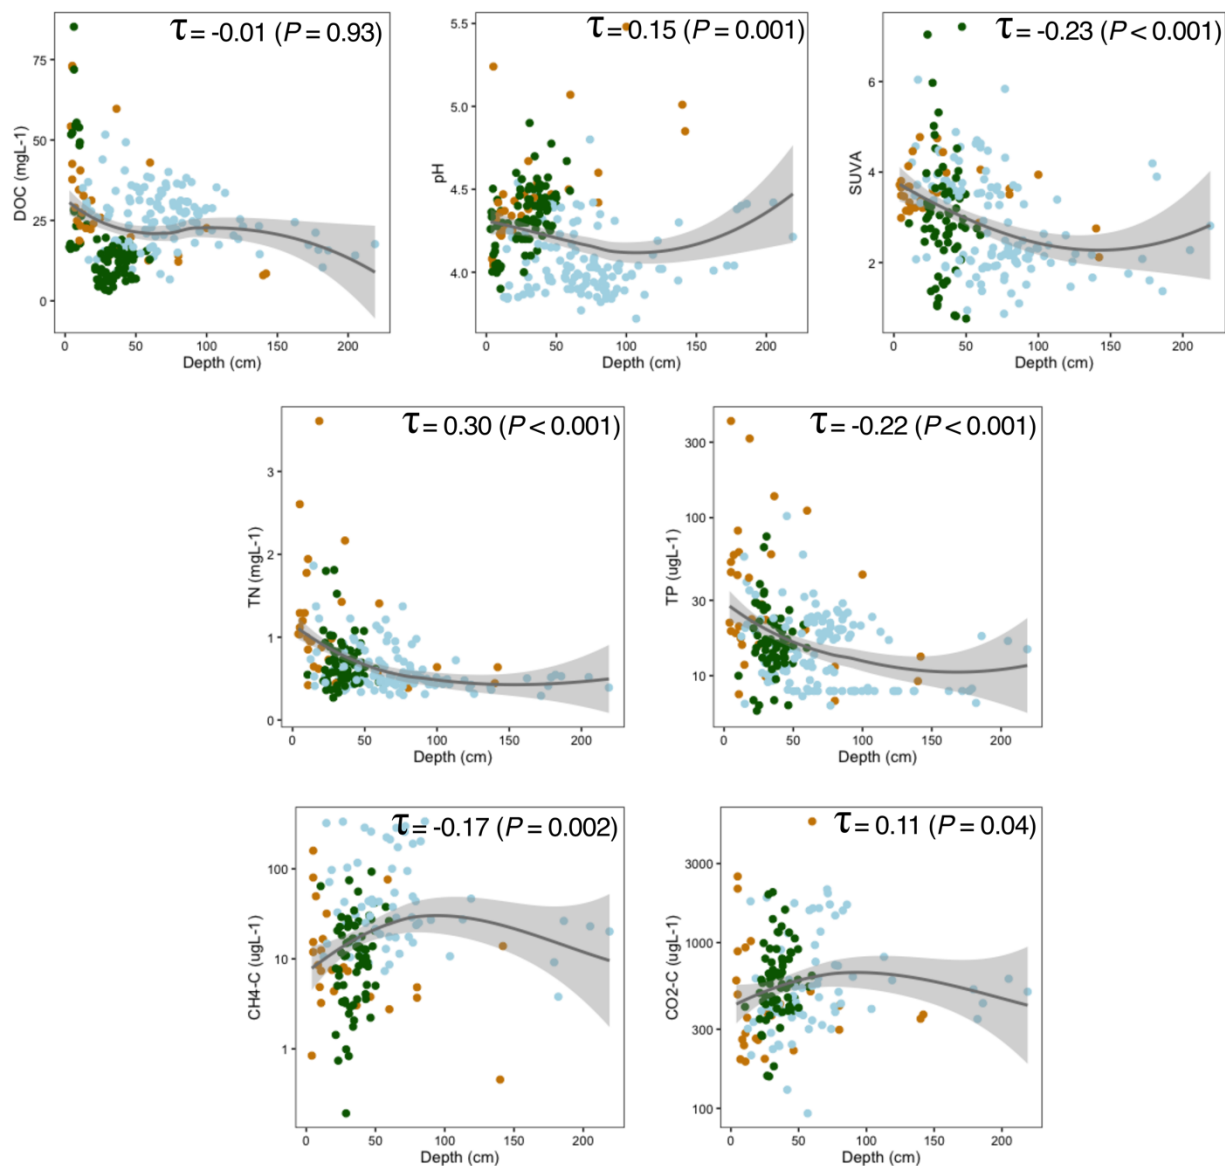 τ = -0.01 (P = 0.93)
75
50
25
0
DOC (mgL-1)
0 50 100 150 200
Depth (cm)
τ = 0.15 (P = 0.001)
5.5
5.0
4.5
4.0
pH
0 50 100 150 200
Depth (cm)
τ = -0.23 (P < 0.001)
6
4
2
SUVA
0 50 100 150 200
Depth (cm)
τ = 0.30 (P < 0.001)
3
2
1
0
TN (mgL-1)
0 50 100 150 200
Depth (cm)
τ = -0.22 (P < 0.001)
300
100
30
10
TP (ugL-1)
0 50 100 150 200
Depth (cm)
τ = -0.17 (P = 0.002)
100
10
1
CH4-C (ugL-1)
0 50 100 150 200
Depth (cm)
τ = 0.11 (P = 0.04)
3000
1000
300
100
CO2-C (ugL-1)
0 50 100 150 200
Depth (cm)